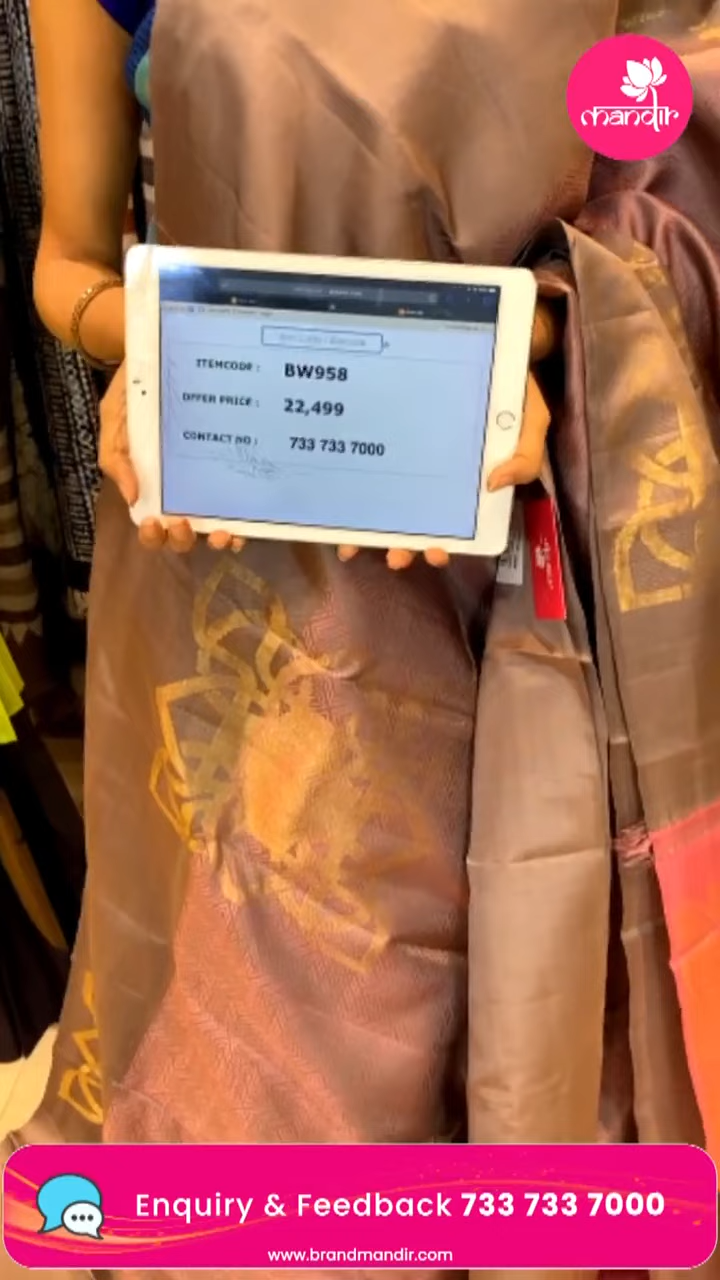 mandir
ITEMCODE : BW958
OFFER PRICE : 22,499
CONTACT NO : 733 733 7000
Enquiry & Feedback 733 733 7000
www.brandmandir.com